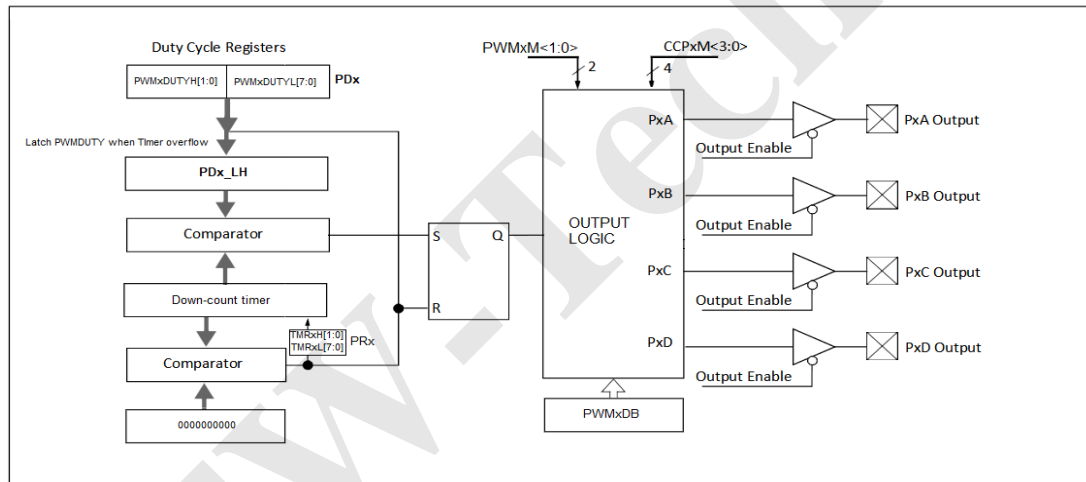 Duty Cycle Registers
PWMxDUTYH[1:0] PWMxDUTYL[7:0] PDx
Latch PWMDUTY when TImer overflow
PDx_LH
Comparator
Down-count timer
TMRxH[1:0]
TMRxL[7:0]
PRx
Comparator
0000000000
S Q
R
PWMxM<1:0> CCPxM<3:0>
2 4
OUTPUT
LOGIC
PxA
Output Enable
PxA Output
PxB
Output Enable
PxB Output
PxC
Output Enable
PxC Output
PxD
Output Enable
PxD Output
PWMxDB
w-Tech